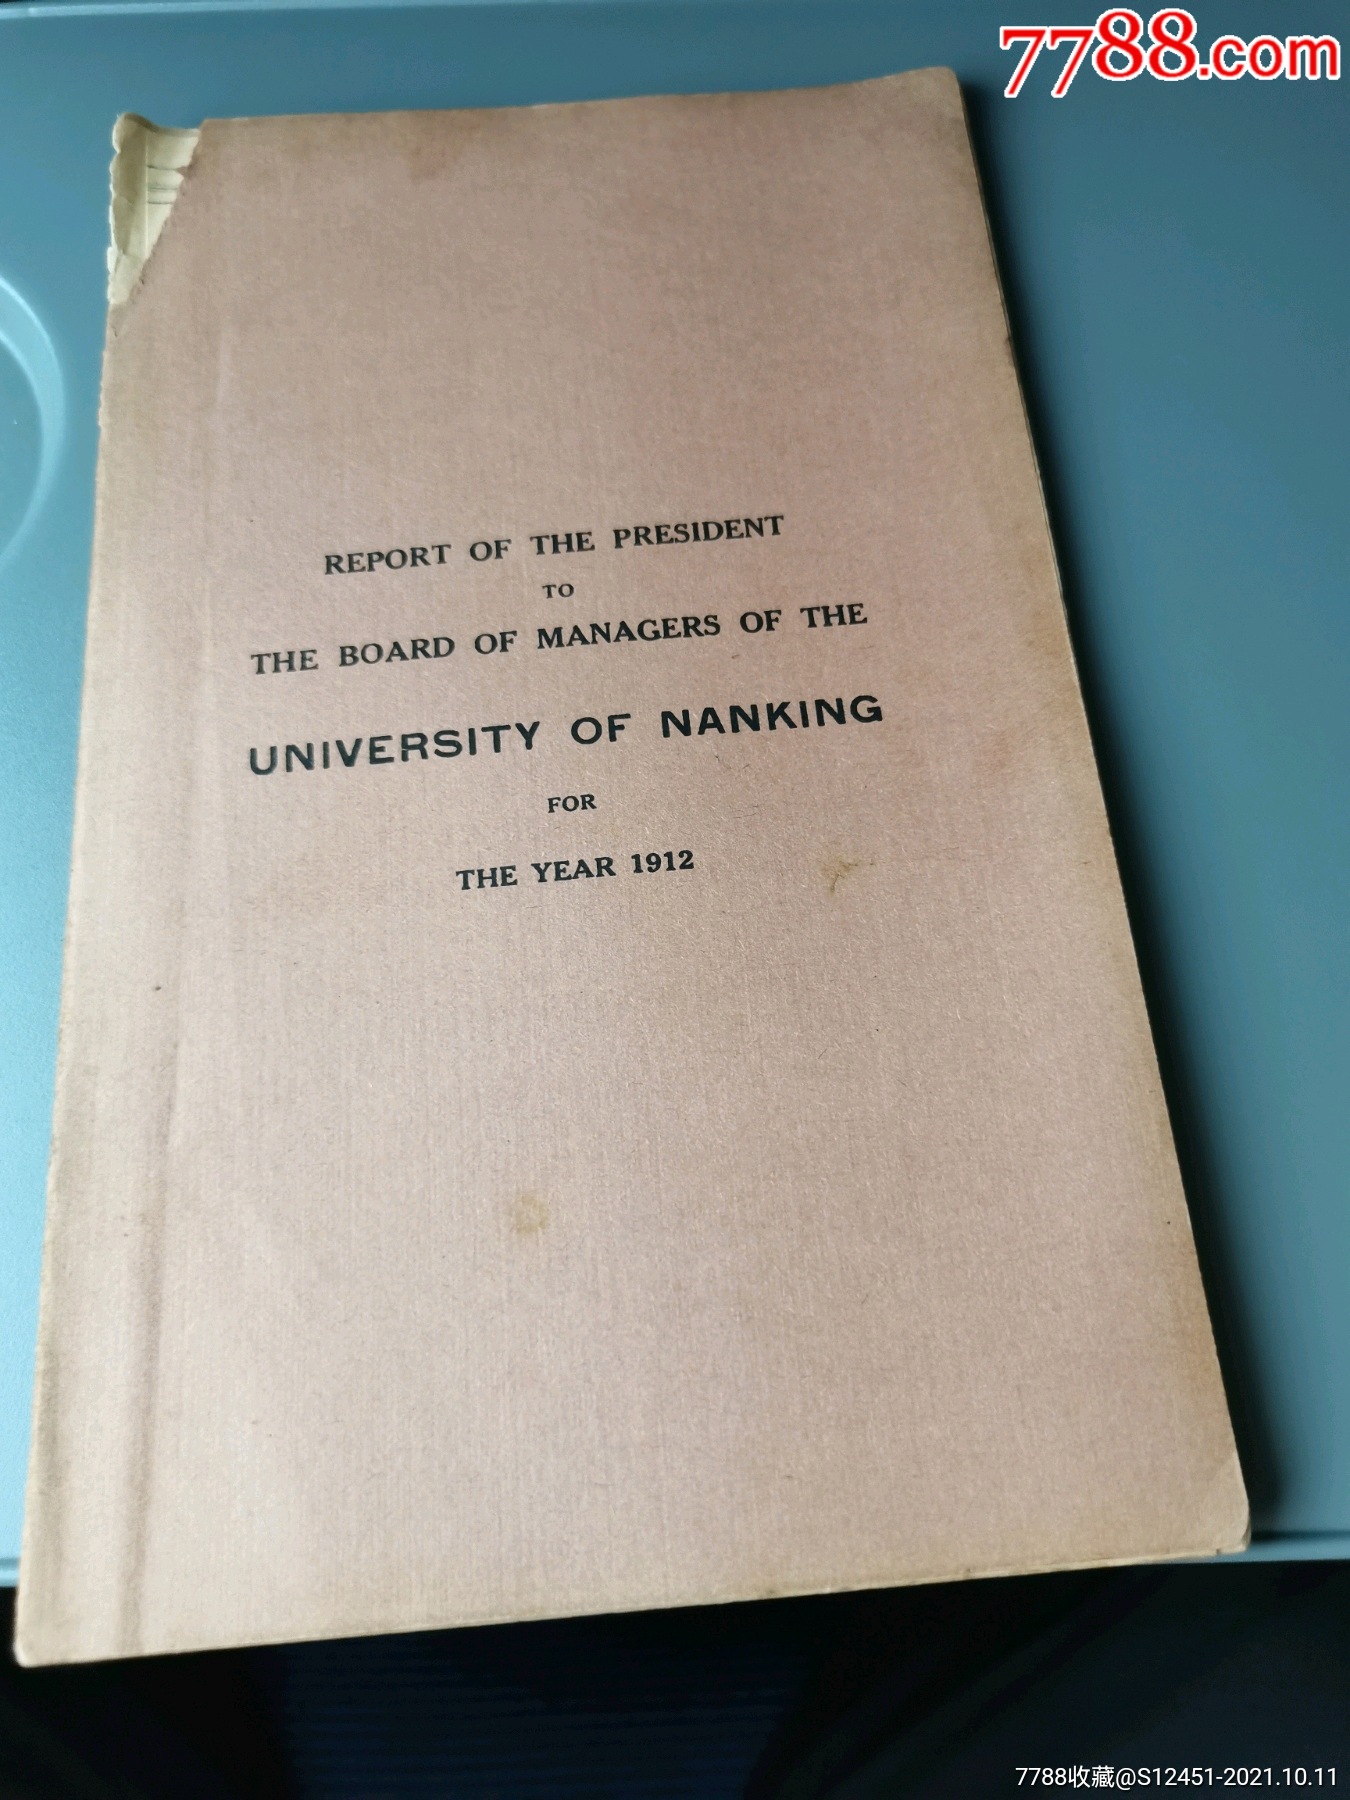 7788.com
REPORT OF THE PRESIDENT
TO
THE BOARD OF MANAGERS OF THE
UNIVERSITY OF NANKING
FOR
THE YEAR 1912
7788收藏@S12451-2021.10.11